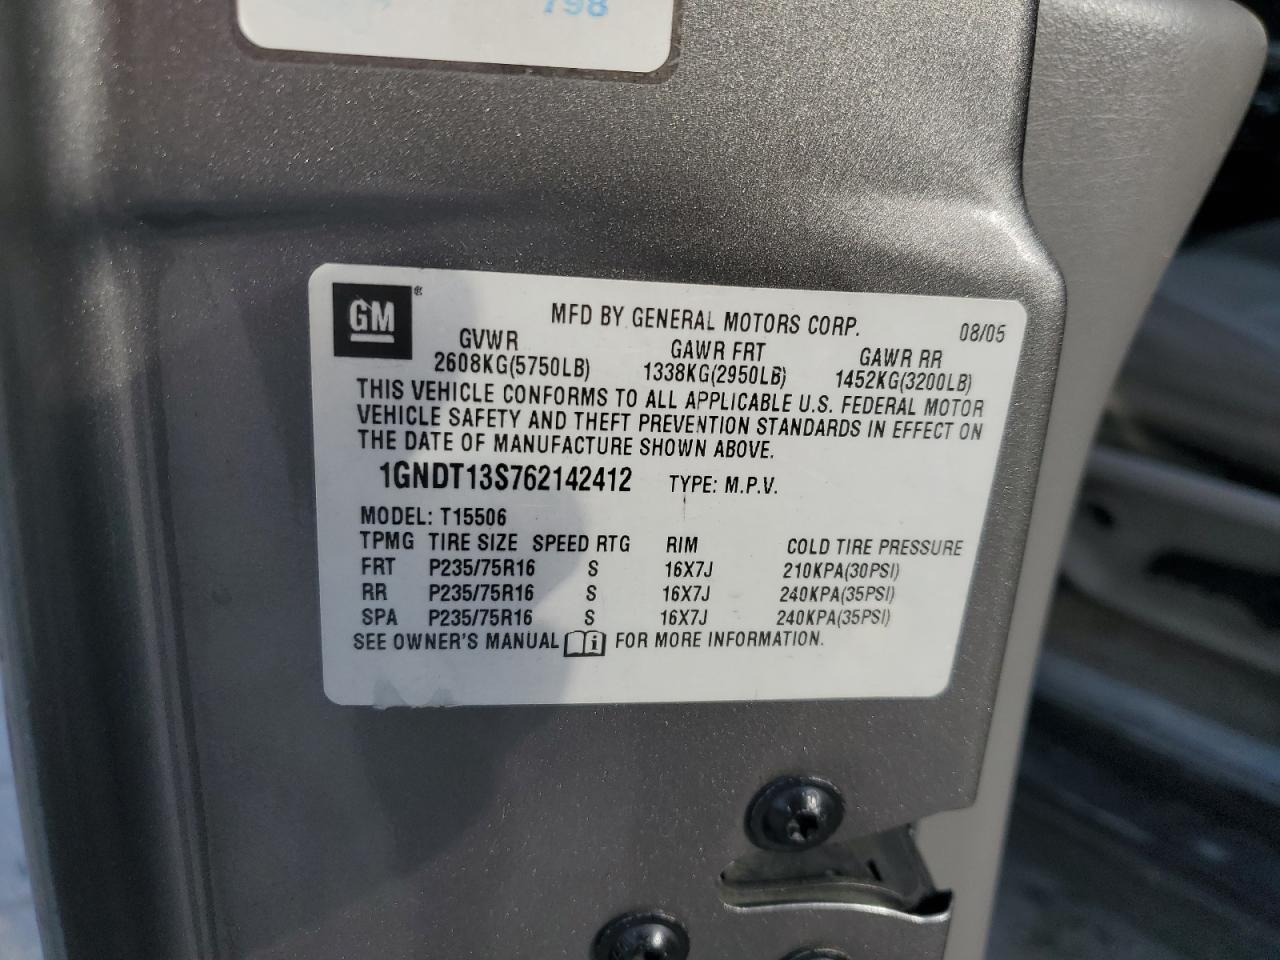 798
GM
MFD BY GENERAL MOTORS CORP. 08/05
GVWR GAWR FRT GAWR RR
2608KG(5750LB) 1338KG(2950LB) 1452KG(3200LB)
THIS VEHICLE CONFORMS TO ALL APPLICABLE U.S. FEDERAL MOTOR
VEHICLE SAFETY AND THEFT PREVENTION STANDARDS IN EFFECT ON
THE DATE OF MANUFACTURE SHOWN ABOVE.
1GNDT13S762142412 TYPE: M.P.V.
MODEL: T15506
TPMG TIRE SIZE SPEED RTG RIM COLD TIRE PRESSURE
FRT P235/75R16 S 16X7J 210KPA(30PSI)
RR P235/75R16 S 16X7J 240KPA(35PSI)
SPA P235/75R16 S 16X7J 240KPA(35PSI)
SEE OWNER'S MANUAL i FOR MORE INFORMATION.